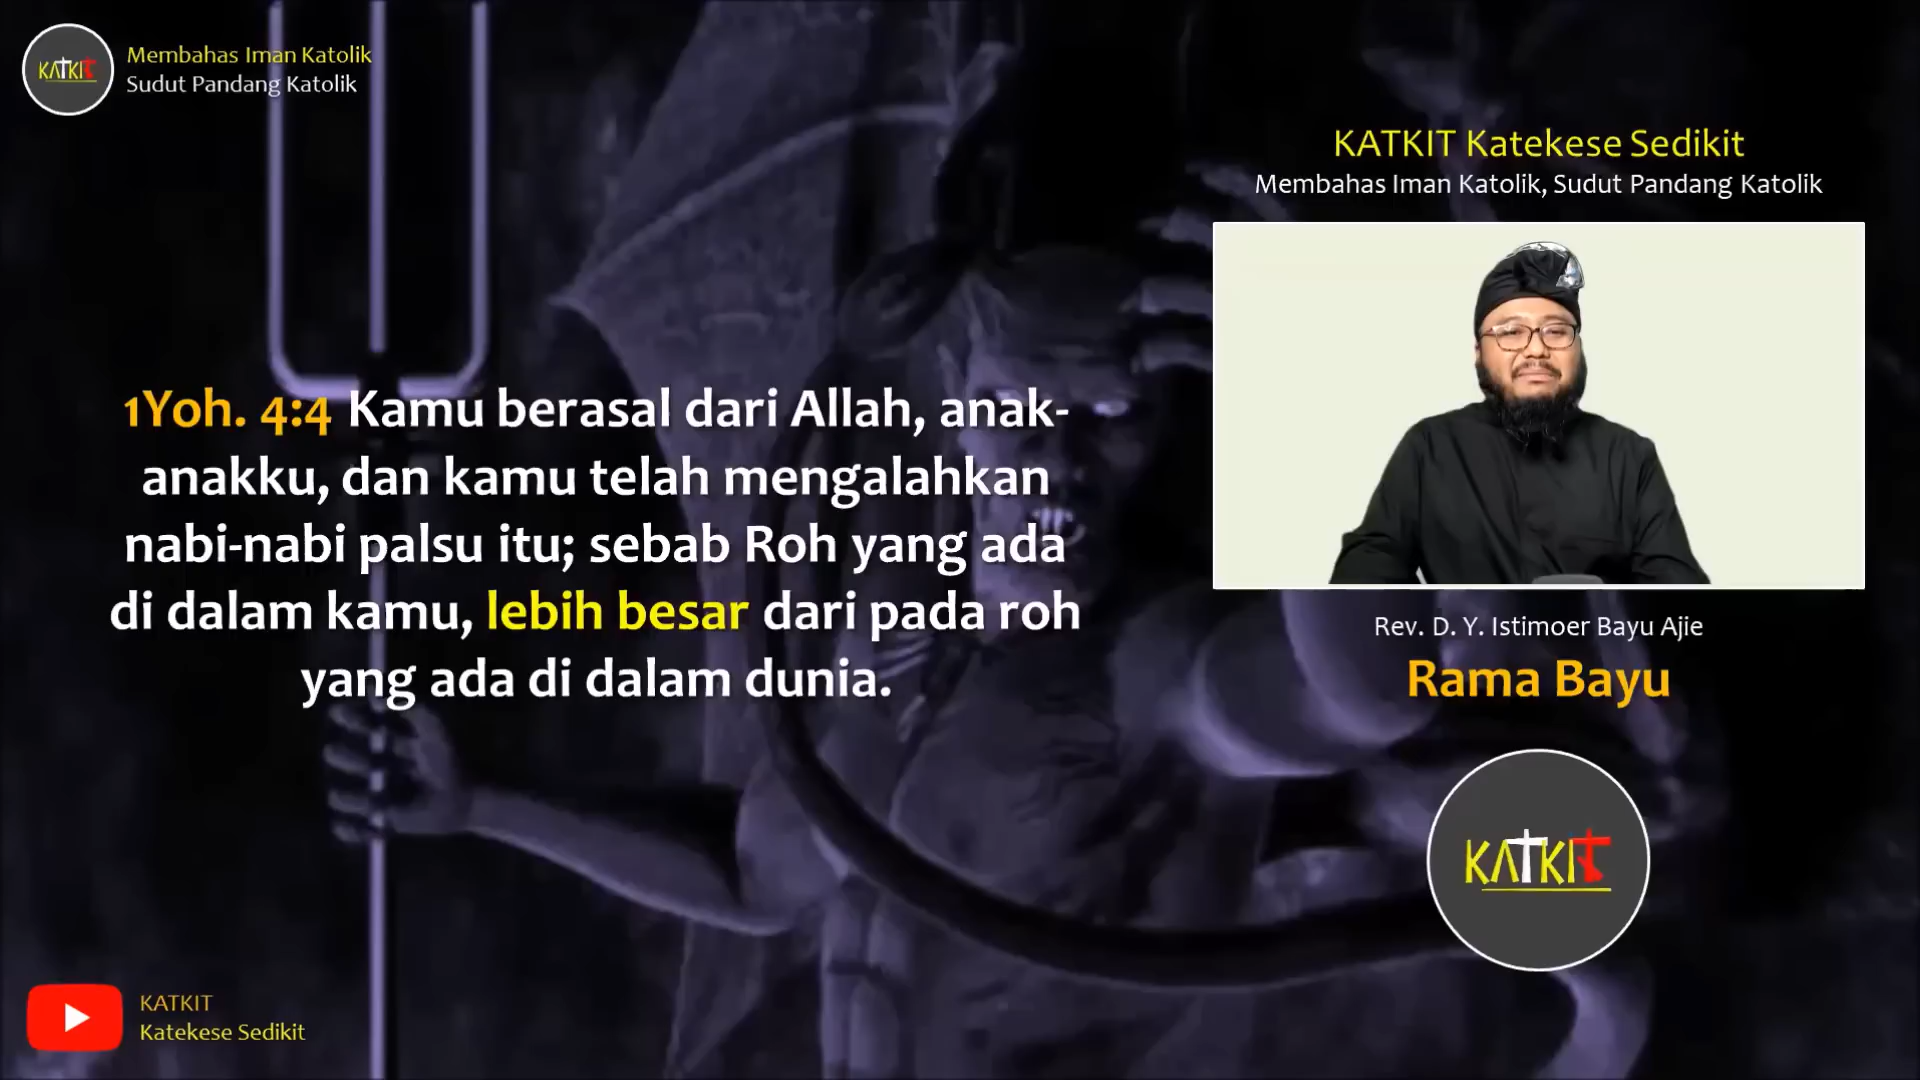 KATKIT
Membahas Iman Katolik
Sudut Pandang Katolik
KATKIT Katekese Sedikit
Membahas Iman Katolik, Sudut Pandang Katolik
1Yoh. 4:4 Kamu berasal dari Allah, anak-
anakku, dan kamu telah mengalahkan
nabi-nabi palsu itu; sebab Roh yang ada
di dalam kamu, lebih besar dari pada roh
yang ada di dalam dunia.
Rev. D. Y. Istimoer Bayu Ajie
Rama Bayu
KATKIT
KATKIT
Katekese Sedikit